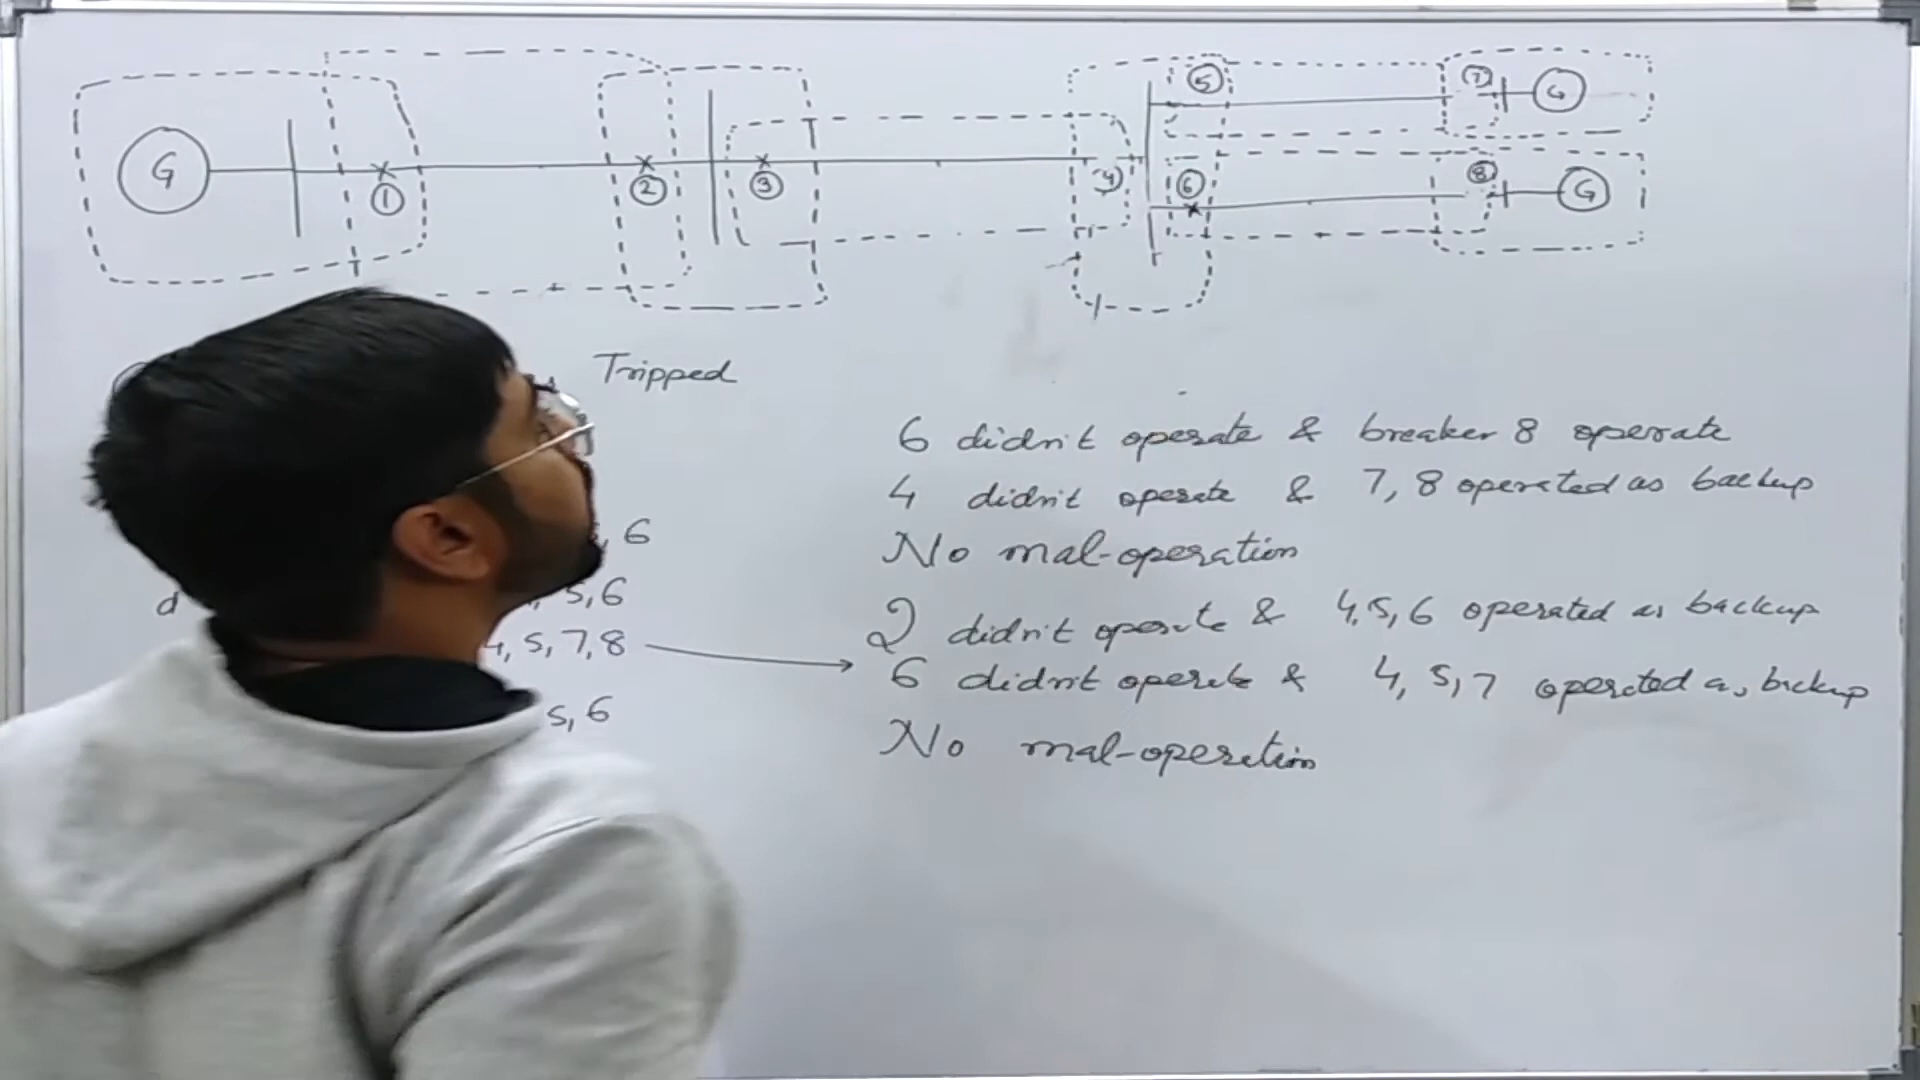 G
1
2
3
4
5
6
7
G
8
G
Tripped
6 didn't operate & breaker 8 operate
4 didn't operate & 7, 8 operated as backup
, 6
No mal-operation
d
, 5,6
2 didn't operate & 4,5,6 operated as backup
4, 5, 7, 8
6 didn't operate & 4, 5, 7 operated as backup
5, 6
No mal-operation